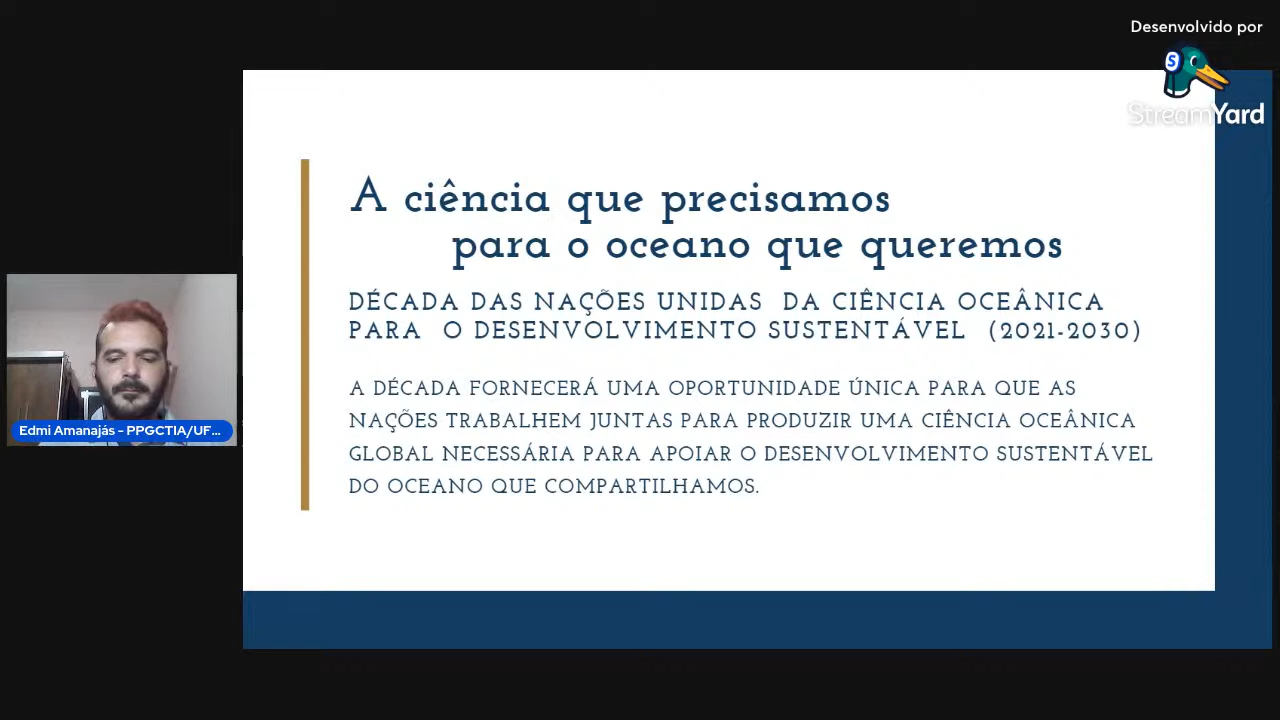 Desenvolvido por
StreamYard
A ciência que precisamos
para o oceano que queremos
DÉCADA DAS NAÇÕES UNIDAS DA CIÊNCIA OCEÂNICA
PARA O DESENVOLVIMENTO SUSTENTÁVEL (2021-2030)
A DÉCADA FORNECERÁ UMA OPORTUNIDADE ÚNICA PARA QUE AS
NAÇÕES TRABALHEM JUNTAS PARA PRODUZIR UMA CIÊNCIA OCEÂNICA
GLOBAL NECESSÁRIA PARA APOIAR O DESENVOLVIMENTO SUSTENTÁVEL
DO OCEANO QUE COMPARTILHAMOS.
Edmi Amanajás - PPGCTIA/UF...